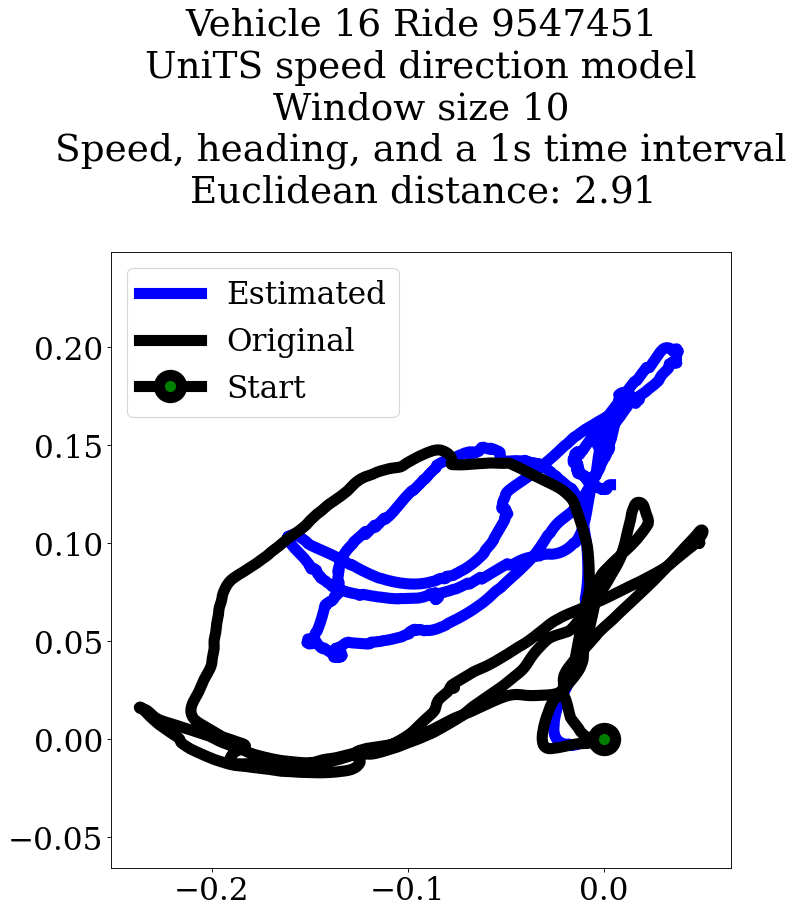 Vehicle 16 Ride 9547451
UniTS speed direction model
Window size 10
Speed, heading, and a 1s time interval
Euclidean distance: 2.91
Estimated
Original
Start
0.20
0.15
0.10
0.05
0.00
−0.05
−0.2
−0.1
0.0